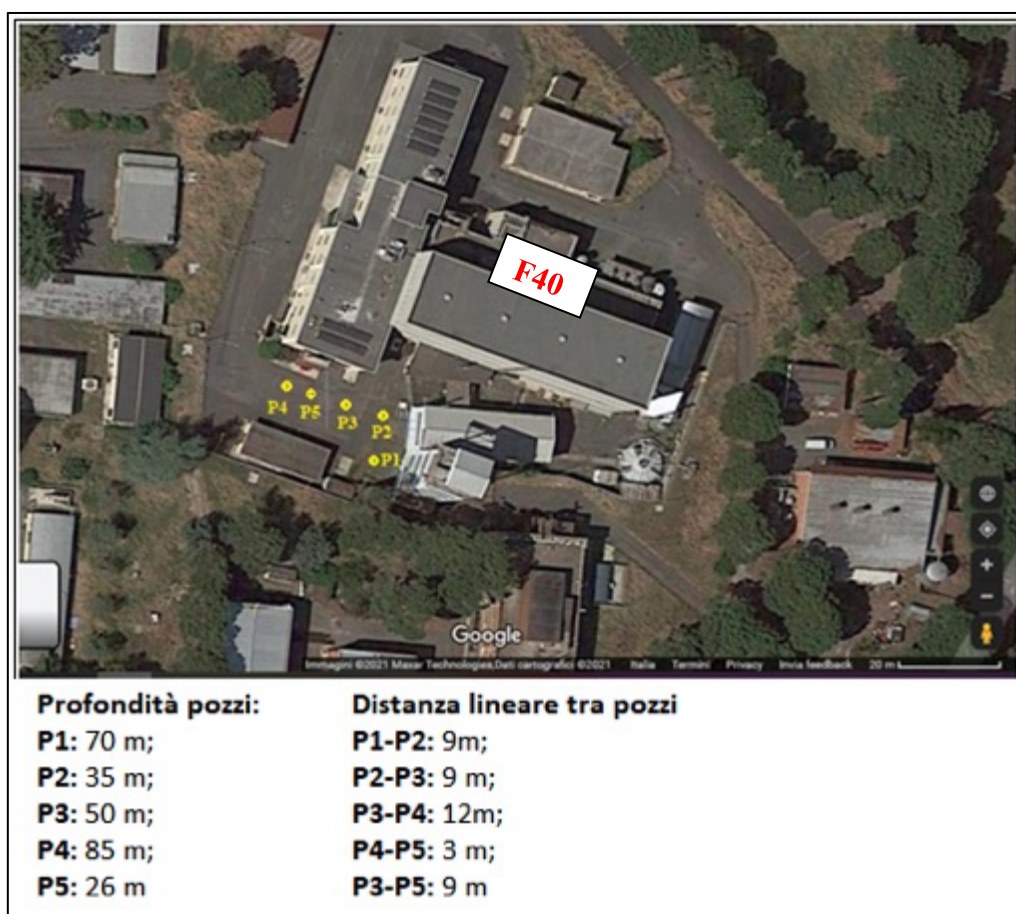 F40
P4
P5
P3
P2
P1
Google
Immagini ©2021 Maxar Technologies,Dati cartografici ©2021 Italia Termini Privacy Invia feedback 20 m
Profondità pozzi:
P1: 70 m;
P2: 35 m;
P3: 50 m;
P4: 85 m;
P5: 26 m
Distanza lineare tra pozzi
P1-P2: 9m;
P2-P3: 9 m;
P3-P4: 12m;
P4-P5: 3 m;
P3-P5: 9 m